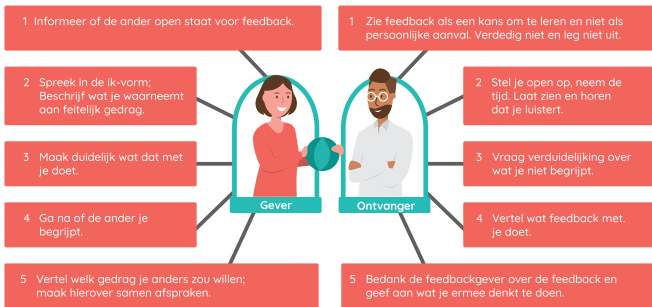 1 Informeer of de ander open staat voor feedback.
2 Spreek in de ik-vorm;
Beschrijf wat je waarneemt
aan feitelijk gedrag.
3 Maak duidelijk wat dat met
je doet.
4 Ga na of de ander je
begrijpt.
5 Vertel welk gedrag je anders zou willen;
maak hierover samen afspraken.
Gever
Ontvanger
1 Zie feedback als een kans om te leren en niet als
persoonlijke aanval. Verdedig niet en leg niet uit.
2 Stel je open op, neem de
tijd. Laat zien en horen
dat je luistert.
3 Vraag verduidelijking over
wat je niet begrijpt.
4 Vertel wat feedback met.
je doet.
5 Bedank de feedbackgever over de feedback en
geef aan wat je ermee denkt te doen.